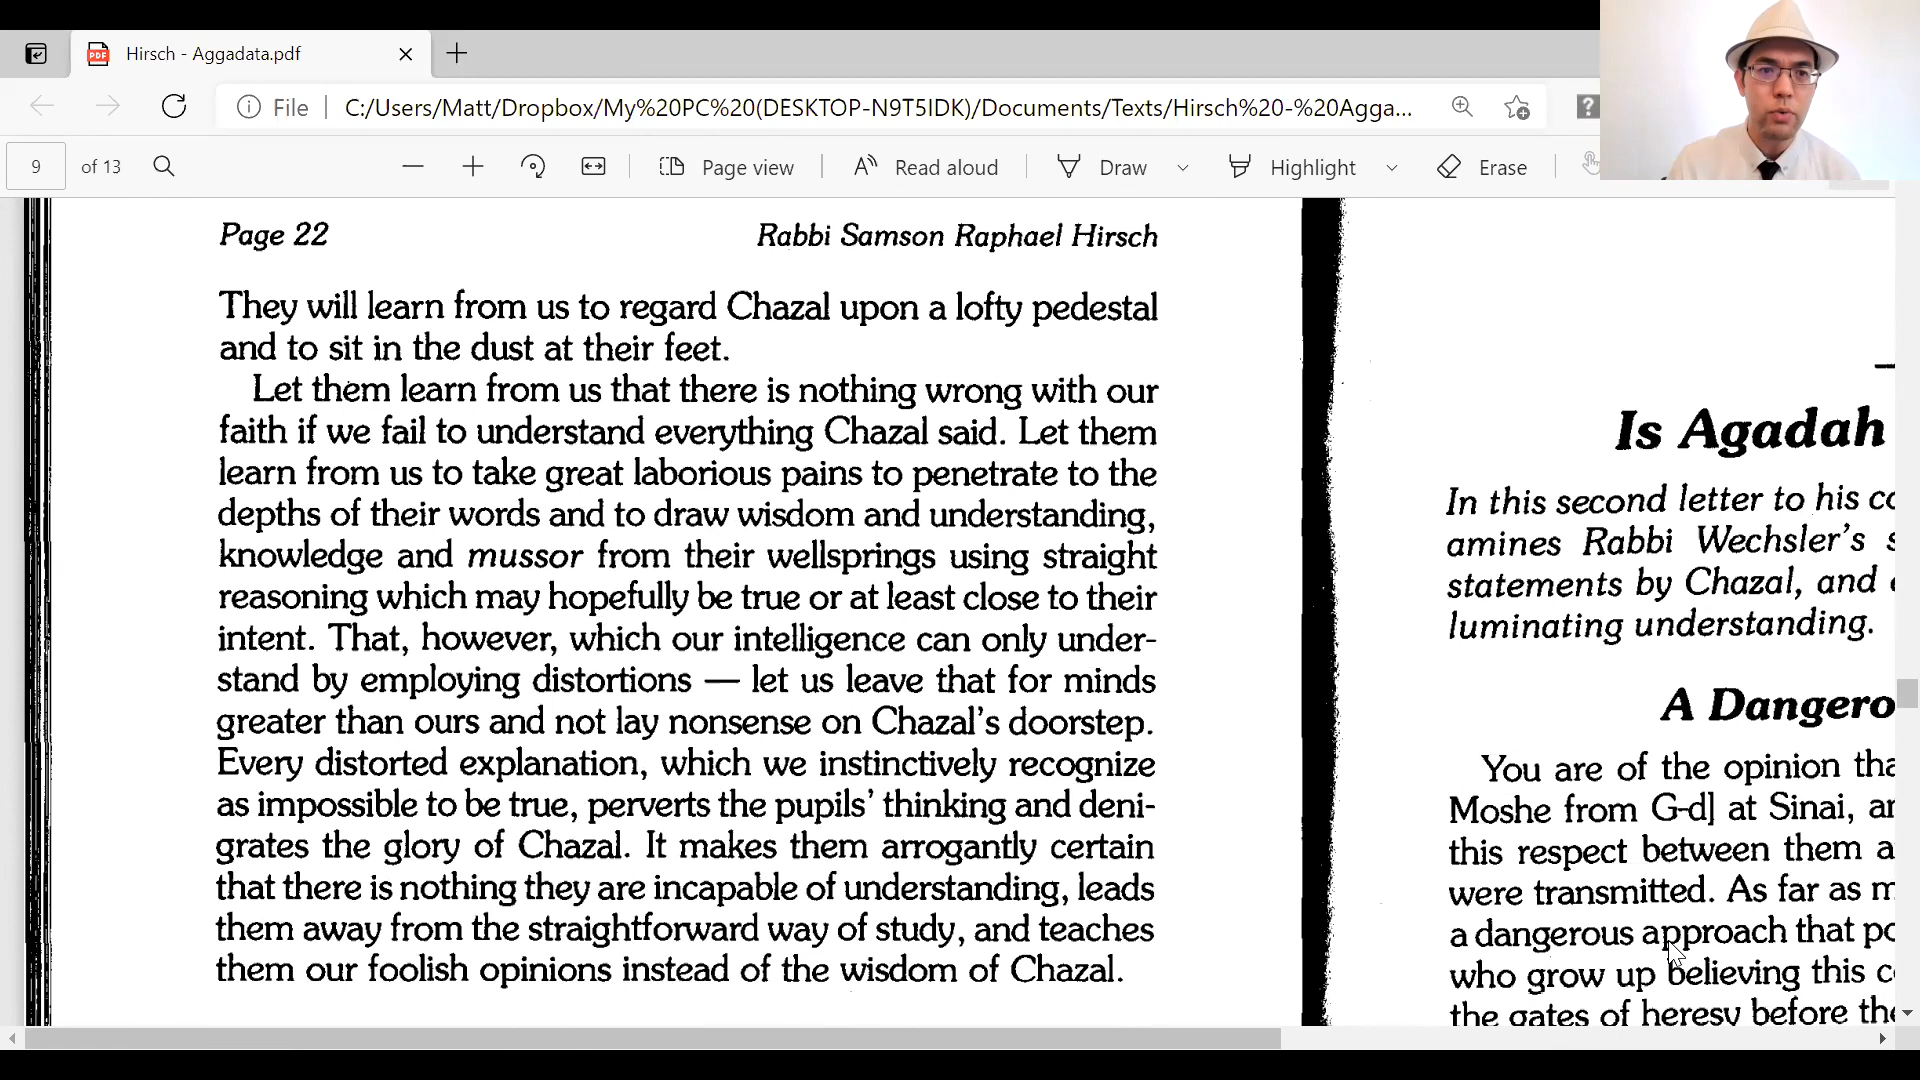 Hirsch - Aggadata.pdf
File
C:/Users/Matt/Dropbox/My%20PC%20(DESKTOP-N9T5IDK)/Documents/Texts/Hirsch%20-%20Agga...
9 of 13
Page view
Read aloud
Draw
Highlight
Erase
Page 22 Rabbi Samson Raphael Hirsch
They will learn from us to regard Chazal upon a lofty pedestal
and to sit in the dust at their feet.
Let them learn from us that there is nothing wrong with our
faith if we fail to understand everything Chazal said. Let them
learn from us to take great laborious pains to penetrate to the
depths of their words and to draw wisdom and understanding,
knowledge and mussor from their wellsprings using straight
reasoning which may hopefully be true or at least close to their
intent. That, however, which our intelligence can only under-
stand by employing distortions — let us leave that for minds
greater than ours and not lay nonsense on Chazal's doorstep.
Every distorted explanation, which we instinctively recognize
as impossible to be true, perverts the pupils' thinking and deni-
grates the glory of Chazal. It makes them arrogantly certain
that there is nothing they are incapable of understanding, leads
them away from the straightforward way of study, and teaches
them our foolish opinions instead of the wisdom of Chazal.
Is Agadah
In this second letter to his
amines Rabbi Wechsler's
statements by Chazal, and
luminating understanding.
A
You are of the opinion
Moshe from G-d] at Sinai,
this respect between them
were transmitted. As far as
a dangerous approach that
who grow up believing this
the gates of heresy before